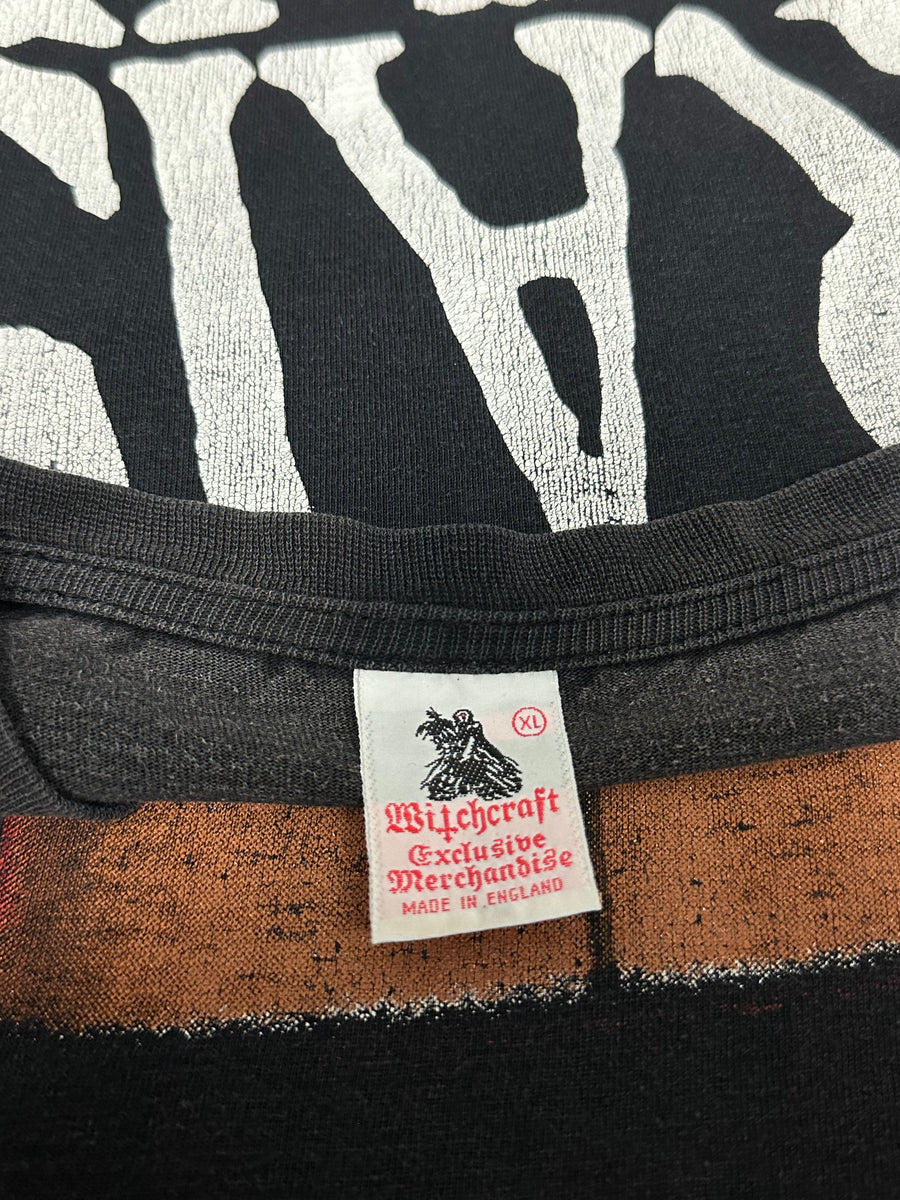 XL
Witchcraft
Exclusive
Merchandise
MADE IN ENGLAND